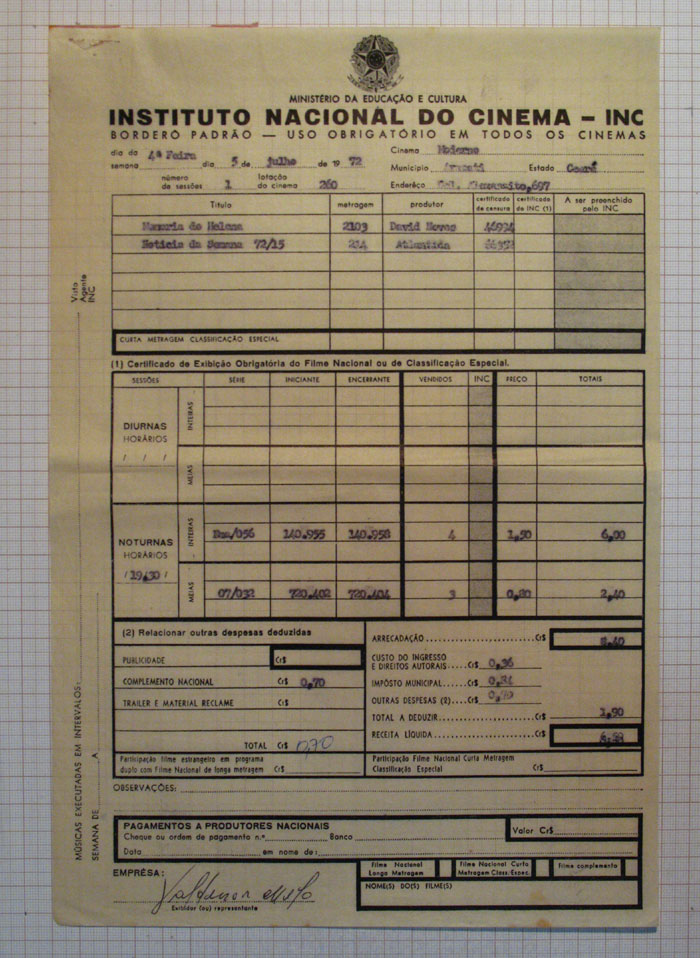 MINISTÉRIO DA EDUCAÇÃO E CULTURA
INSTITUTO NACIONAL DO CINEMA – INC
BORDERÔ PADRÃO — USO OBRIGATÓRIO EM TODOS OS CINEMAS
dia da semana 4ª Feira dia 5 de julho de 1972 Cinema Moderno
Município Aracati Estado Ceará
número de sessões 1 lotação do cinema 260 Endereço Cel. Alexanzito,697
Título metragem produtor certificado de censura certificado do INC (1) A ser preenchido pelo INC
Memoria de Helena 2103 David Neves 46994
Noticia da Semana 72/15 214 Atlantida
CURTA METRAGEM CLASSIFICAÇÃO ESPECIAL
(1) Certificado de Exibição Obrigatória do Filme Nacional ou de Classificação Especial.
SESSÕES SÉRIE INICIANTE ENCERRANTE VENDIDOS INC PREÇO TOTAIS
DIURNAS
HORÁRIOS
/ / /
INTEIRAS
MEIAS
NOTURNAS
HORÁRIOS
/ 19,30 /
INTEIRAS /056 140.955 140.958 4 1,50 6,00
MEIAS 07/032 720.402 720.404 3 0,80 2,40
(2) Relacionar outras despesas deduzidas
PUBLICIDADE Cr$
COMPLEMENTO NACIONAL Cr$ 0,70
TRAILER E MATERIAL RECLAME Cr$
TOTAL Cr$ 0,70
Participação filme estrangeiro em programa
duplo com Filme Nacional de longa metragem Cr$
ARRECADAÇÃO Cr$ 8,40
CUSTO DO INGRESSO
E DIREITOS AUTORAIS Cr$ 0,36
IMPÔSTO MUNICIPAL Cr$ 0,84
OUTRAS DESPESAS (2) Cr$ 0,70
TOTAL A DEDUZIR 1,90
RECEITA LÍQUIDA Cr$
Participação Filme Nacional Curta Metragem
Classificação Especial Cr$
OBSERVAÇÕES:
PAGAMENTOS A PRODUTORES NACIONAIS
Cheque ou ordem de pagamento n.º Banco Valor Cr$
Data em nome de:
Filme Nacional Longa Metragem Filme Nacional Curta Metragem Class. Espec. Filme complemento
NOME(S) DO(S) FILME(S)
EMPRÊSA:
Exibidor (ou) representante
Visto Agente INC
MÚSICAS EXECUTADAS EM INTERVALOS:
SEMANA DE A